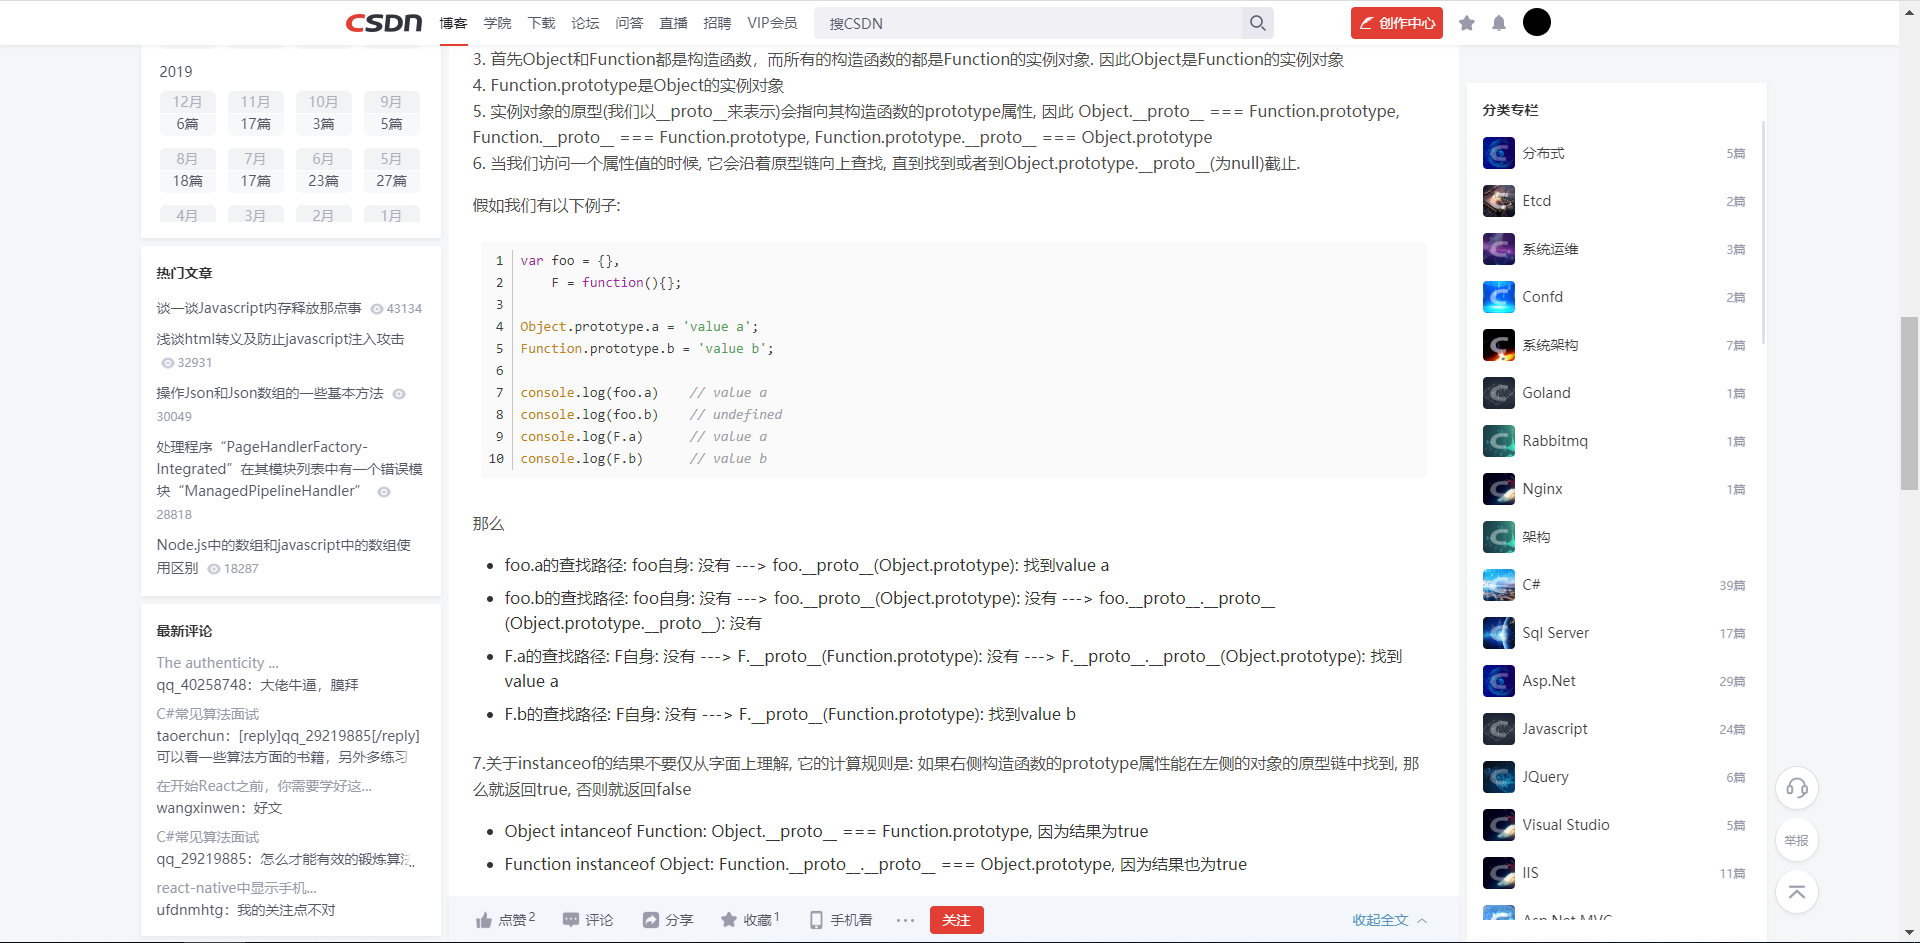 CSDN 博客 学院 下载 论坛 问答 直播 招聘 VIP会员 搜CSDN 创作中心
2019
12月 11月 10月 9月
6篇 17篇 3篇 5篇
8月 7月 6月 5月
18篇 17篇 23篇 27篇
4月 3月 2月 1月
热门文章
谈一谈Javascript内存释放那点事 43134
浅谈html转义及防止javascript注入攻击
32931
操作Json和Json数组的一些基本方法
30049
处理程序“PageHandlerFactory-
Integrated”在其模块列表中有一个错误模
块“ManagedPipelineHandler”
28818
Node.js中的数组和javascript中的数组使
用区别 18287
最新评论
The authenticity ...
qq_40258748：大佬牛逼，膜拜
C#常见算法面试
taoerchun：[reply]qq_29219885[/reply]
可以看一些算法方面的书籍，另外多练习
在开始React之前，你需要学好这...
wangxinwen：好文
C#常见算法面试
qq_29219885：怎么才能有效的锻炼算法..
react-native中显示手机...
ufdnmhtg：我的关注点不对
3. 首先Object和Function都是构造函数，而所有的构造函数的都是Function的实例对象. 因此Object是Function的实例对象
4. Function.prototype是Object的实例对象
5. 实例对象的原型(我们以__proto__来表示)会指向其构造函数的prototype属性, 因此 Object.__proto__ === Function.prototype,
Function.__proto__ === Function.prototype, Function.prototype.__proto__ === Object.prototype
6. 当我们访问一个属性值的时候, 它会沿着原型链向上查找, 直到找到或者到Object.prototype.__proto__(为null)截止.
假如我们有以下例子:
1 var foo = {},
2 F = function(){};
3
4 Object.prototype.a = 'value a';
5 Function.prototype.b = 'value b';
6
7 console.log(foo.a) // value a
8 console.log(foo.b) // undefined
9 console.log(F.a) // value a
10 console.log(F.b) // value b
那么
• foo.a的查找路径: foo自身: 没有 ---> foo.__proto__(Object.prototype): 找到value a
• foo.b的查找路径: foo自身: 没有 ---> foo.__proto__(Object.prototype): 没有 ---> foo.__proto__.__proto__
(Object.prototype.__proto__): 没有
• F.a的查找路径: F自身: 没有 ---> F.__proto__(Function.prototype): 没有 ---> F.__proto__.__proto__(Object.prototype): 找到
value a
• F.b的查找路径: F自身: 没有 ---> F.__proto__(Function.prototype): 找到value b
7.关于instanceof的结果不要仅从字面上理解, 它的计算规则是: 如果右侧构造函数的prototype属性能在左侧的对象的原型链中找到, 那
么就返回true, 否则就返回false
• Object intanceof Function: Object.__proto__ === Function.prototype, 因为结果为true
• Function instanceof Object: Function.__proto__.__proto__ === Object.prototype, 因为结果也为true
点赞 2 评论 分享 收藏 1 手机看 ... 关注 收起全文
分类专栏
分布式 5篇
Etcd 2篇
系统运维 3篇
Confd 2篇
系统架构 7篇
Goland 1篇
Rabbitmq 1篇
Nginx 1篇
架构
C# 39篇
Sql Server 17篇
Asp.Net 29篇
Javascript 24篇
JQuery 6篇
Visual Studio 5篇
IIS 11篇
Asp.Net MVC
举报